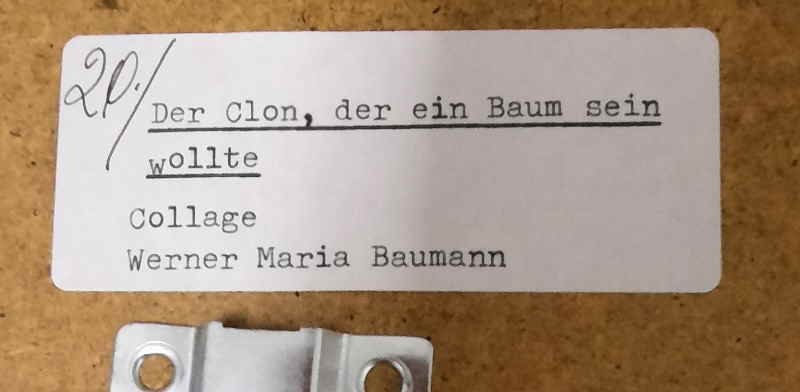 20./
Der Clon, der ein Baum sein
wollte
Collage
Werner Maria Baumann